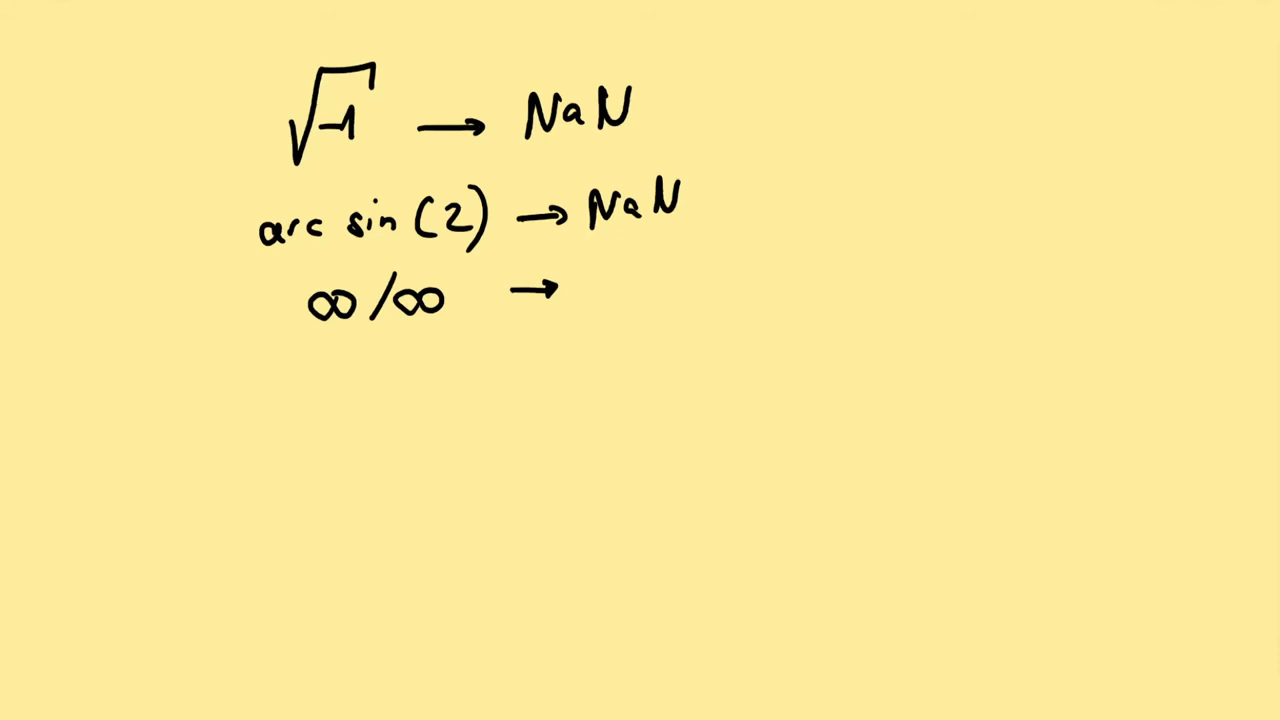 √-1 → NaN
arc sin (2) → NaN
∞/∞ →